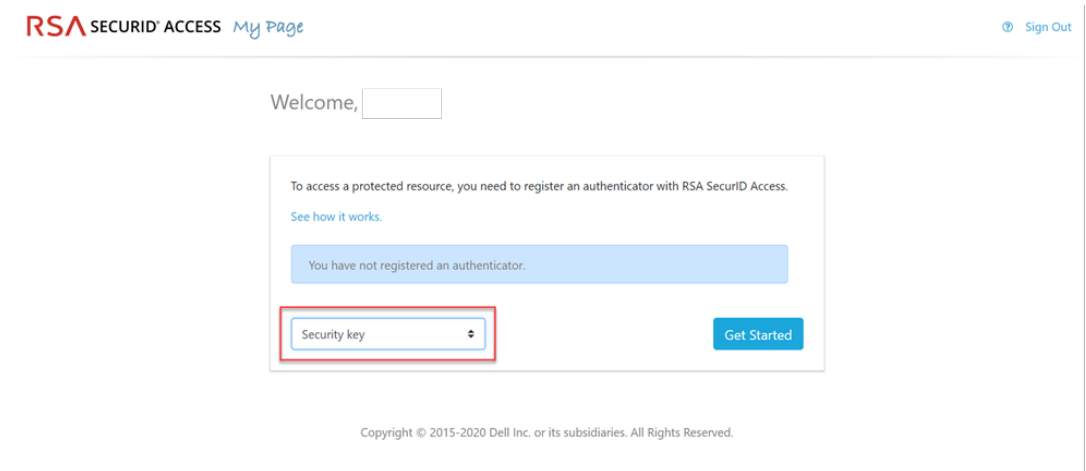 RSA SECURID® ACCESS My Page
Sign Out
Welcome,
To access a protected resource, you need to register an authenticator with RSA SecurID Access.
See how it works.
You have not registered an authenticator.
Security key
Get Started
Copyright © 2015-2020 Dell Inc. or its subsidiaries. All Rights Reserved.